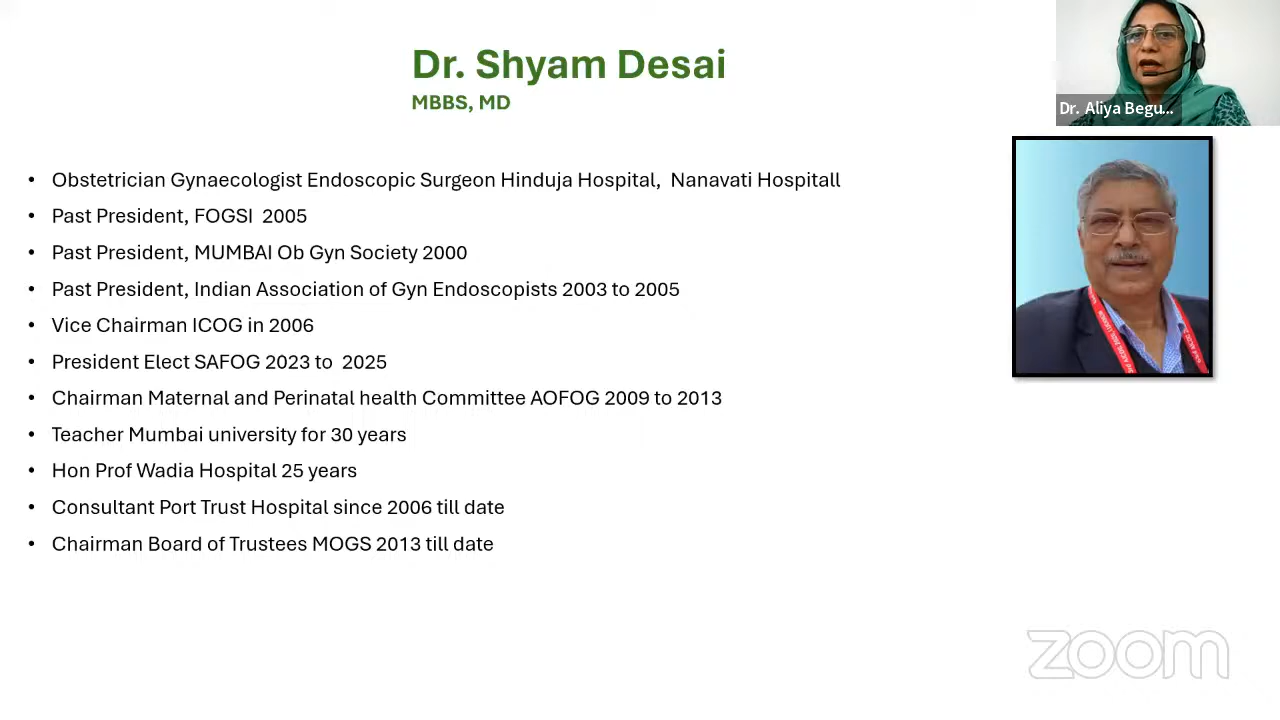 Dr. Shyam Desai
MBBS, MD
Dr. Aliya Begu...
• Obstetrician Gynaecologist Endoscopic Surgeon Hinduja Hospital,  Nanavati Hospitall
• Past President, FOGSI  2005
• Past President, MUMBAI Ob Gyn Society 2000
• Past President, Indian Association of Gyn Endoscopists 2003 to 2005
• Vice Chairman ICOG in 2006
• President Elect SAFOG 2023 to  2025
• Chairman Maternal and Perinatal health Committee AOFOG 2009 to 2013
• Teacher Mumbai university for 30 years
• Hon Prof Wadia Hospital 25 years
• Consultant Port Trust Hospital since 2006 till date
• Chairman Board of Trustees MOGS 2013 till date
zoom